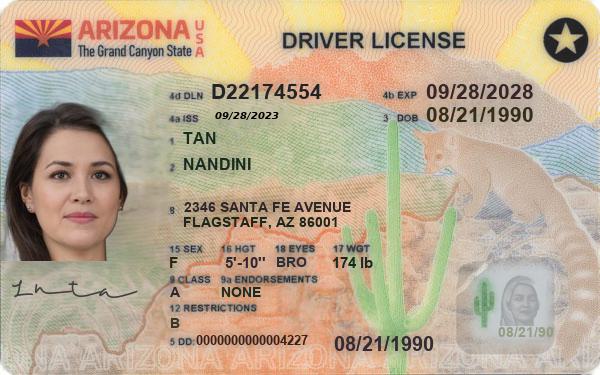 ARIZONA USA
The Grand Canyon State
DRIVER LICENSE
4d DLN D22174554
4b EXP 09/28/2028
4a ISS 09/28/2023
3 DOB 08/21/1990
1 TAN
2 NANDINI
8 2346 SANTA FE AVENUE
FLAGSTAFF, AZ 86001
15 SEX 16 HGT 18 EYES 17 WGT
F 5'-10" BRO 174 lb
9 CLASS 9a ENDORSEMENTS
A NONE
12 RESTRICTIONS
B
5 DD: 0000000000004227
08/21/1990
08/21/90
ARIZONA ARIZONA ARIZONA ARIZONA